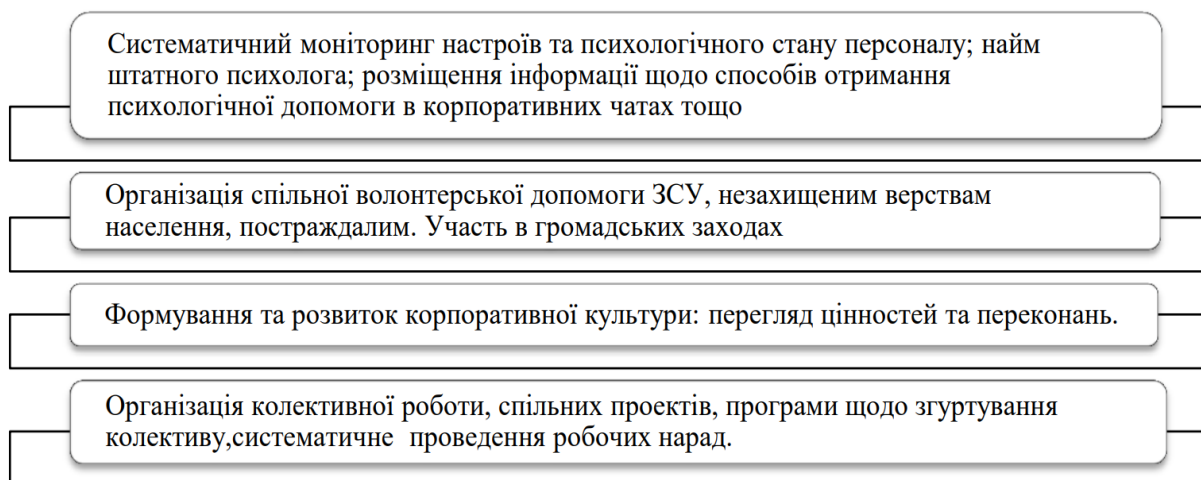 Систематичний моніторинг настроїв та психологічного стану персоналу; найм
штатного психолога; розміщення інформації щодо способів отримання
психологічної допомоги в корпоративних чатах тощо
Організація спільної волонтерської допомоги ЗСУ, незахищеним верствам
населення, постраждалим. Участь в громадських заходах
Формування та розвиток корпоративної культури: перегляд цінностей та переконань.
Організація колективної роботи, спільних проектів, програми щодо згуртування
колективу,систематичне  проведення робочих нарад.